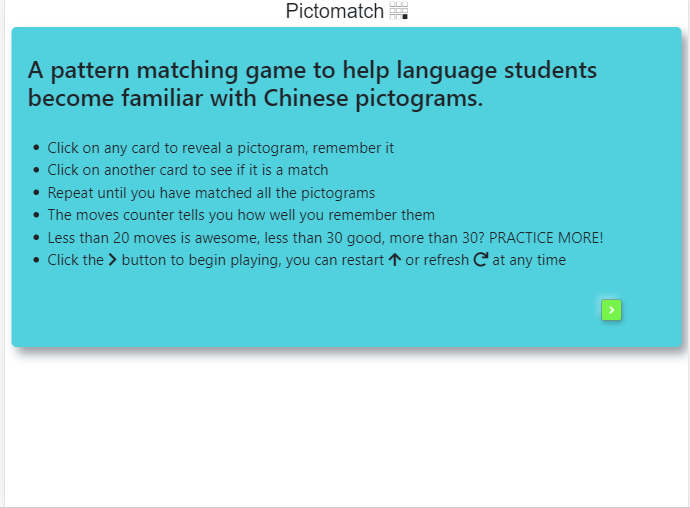 Pictomatch
A pattern matching game to help language students
become familiar with Chinese pictograms.
Click on any card to reveal a pictogram, remember it
Click on another card to see if it is a match
Repeat until you have matched all the pictograms
The moves counter tells you how well you remember them
Less than 20 moves is awesome, less than 30 good, more than 30? PRACTICE MORE!
Click the button to begin playing, you can restart or refresh at any time